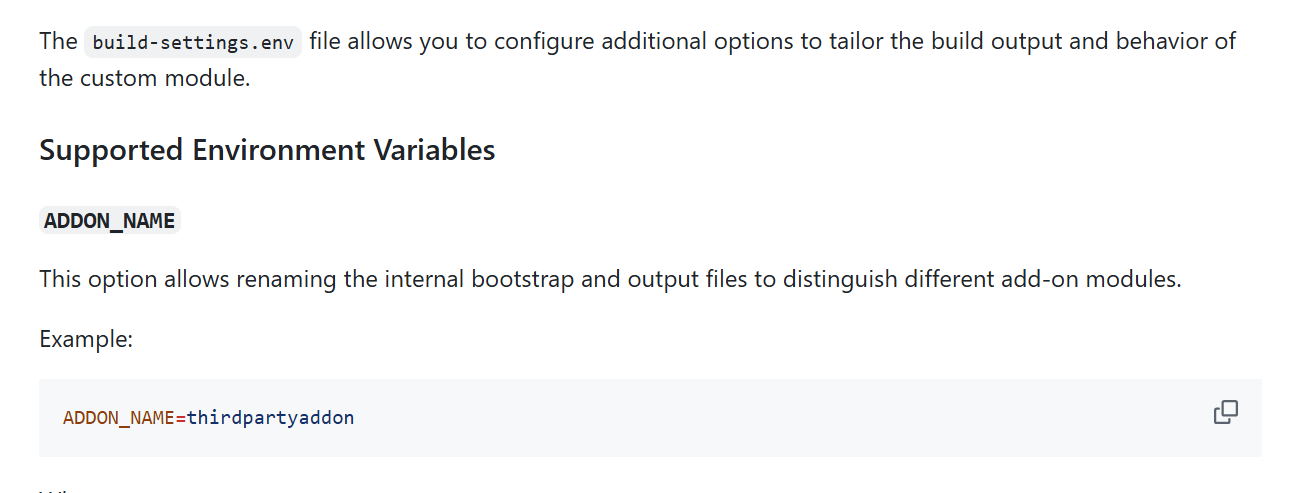 The build-settings.env file allows you to configure additional options to tailor the build output and behavior of
the custom module.
Supported Environment Variables
ADDON_NAME
This option allows renaming the internal bootstrap and output files to distinguish different add-on modules.
Example:
ADDON_NAME=thirdpartyaddon